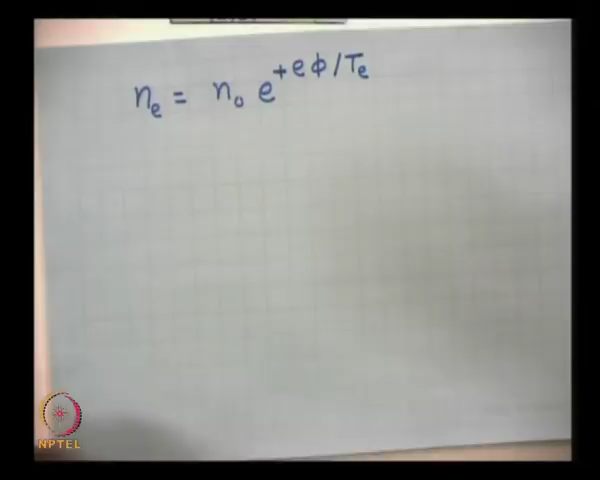 nₑ = n₀ e^{+eϕ/Tₑ}
NPTEL